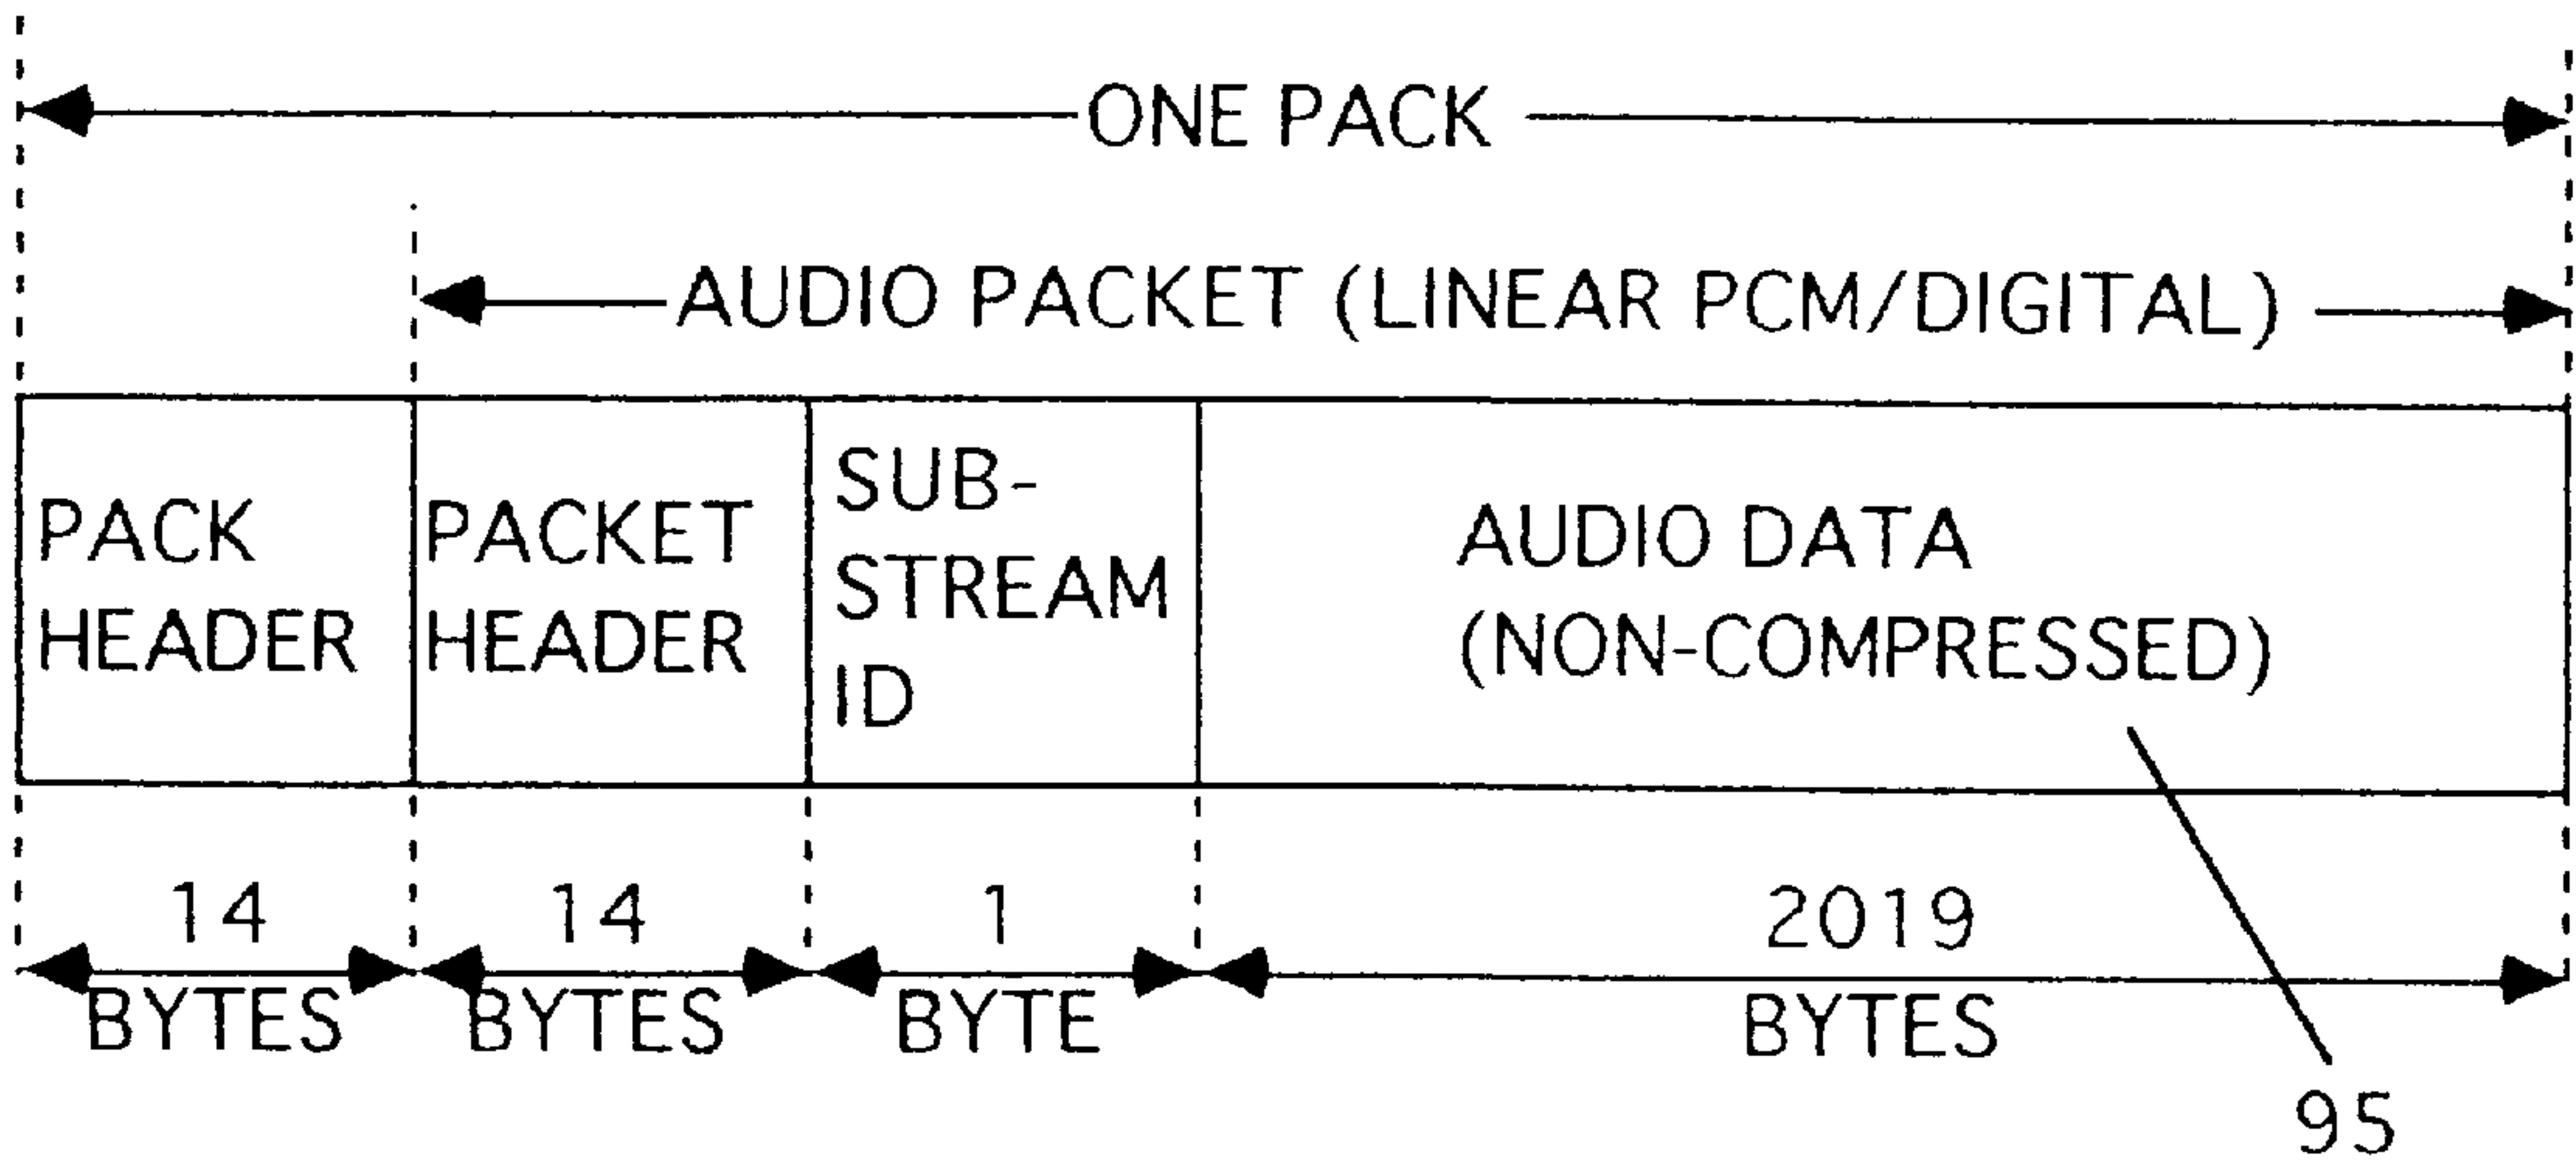 ONE PACK
AUDIO PACKET (LINEAR PCM/DIGITAL)
PACK
HEADER
PACKET
HEADER
SUB-
STREAM
ID
AUDIO DATA
(NON-COMPRESSED)
14
BYTES
14
BYTES
1
BYTE
2019
BYTES
95